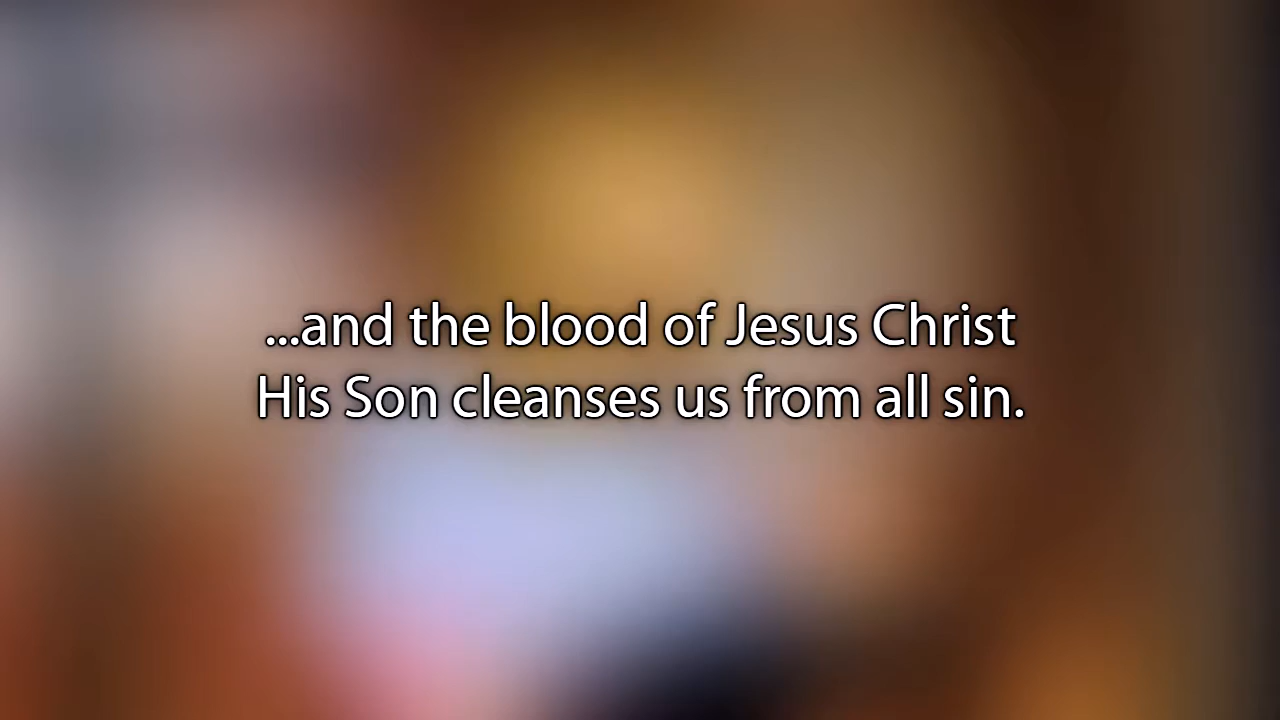 ...and the blood of Jesus Christ
His Son cleanses us from all sin.